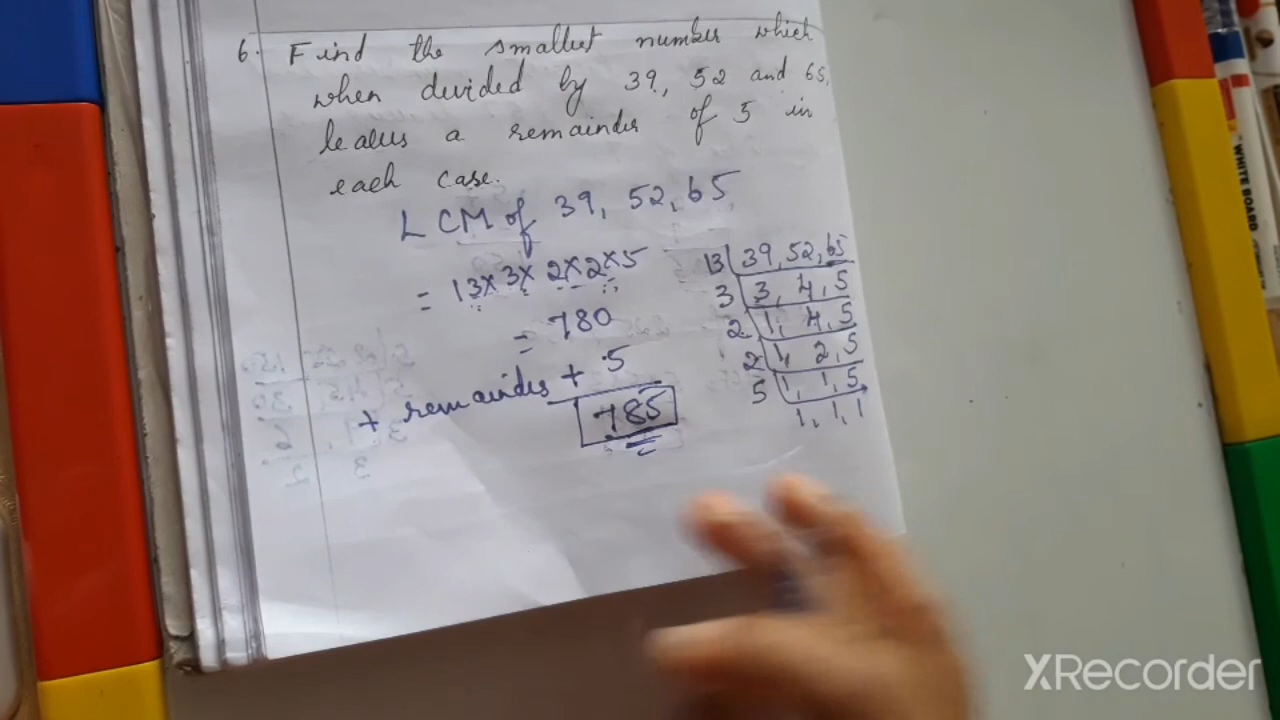 6. Find the smallest number which
when divided by 39, 52 and 65,
leaves a remainder of 5 in
each case.
LCM of 39, 52, 65
= 13 x 3 x 2 x 2 x 5
= 780
+ remainder + 5
785
13 39, 52, 65
3 3, 4, 5
2 1, 4, 5
2 1, 2, 5
5 1, 1, 5
1, 1, 1
WHITE BOARD
XRecorder